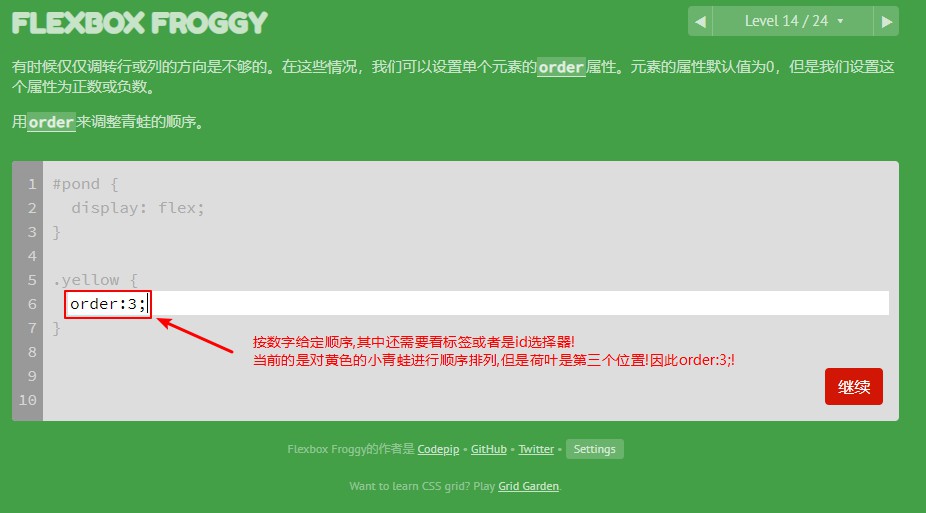 FLEXBOX FROGGY
◀ Level 14 / 24 ▾ ▶
有时候仅仅调转行或列的方向是不够的。在这些情况，我们可以设置单个元素的order属性。元素的属性默认值为0，但是我们设置这
个属性为正数或负数。
用order来调整青蛙的顺序。
1 #pond {
2 display: flex;
3 }
4
5 .yellow {
6 order:3;
7 }
8
9
10
按数字给定顺序,其中还需要看标签或者是id选择器!
当前的是对黄色的小青蛙进行顺序排列,但是荷叶是第三个位置!因此order:3;!
继续
Flexbox Froggy的作者是 Codepip • GitHub • Twitter • Settings
Want to learn CSS grid? Play Grid Garden.